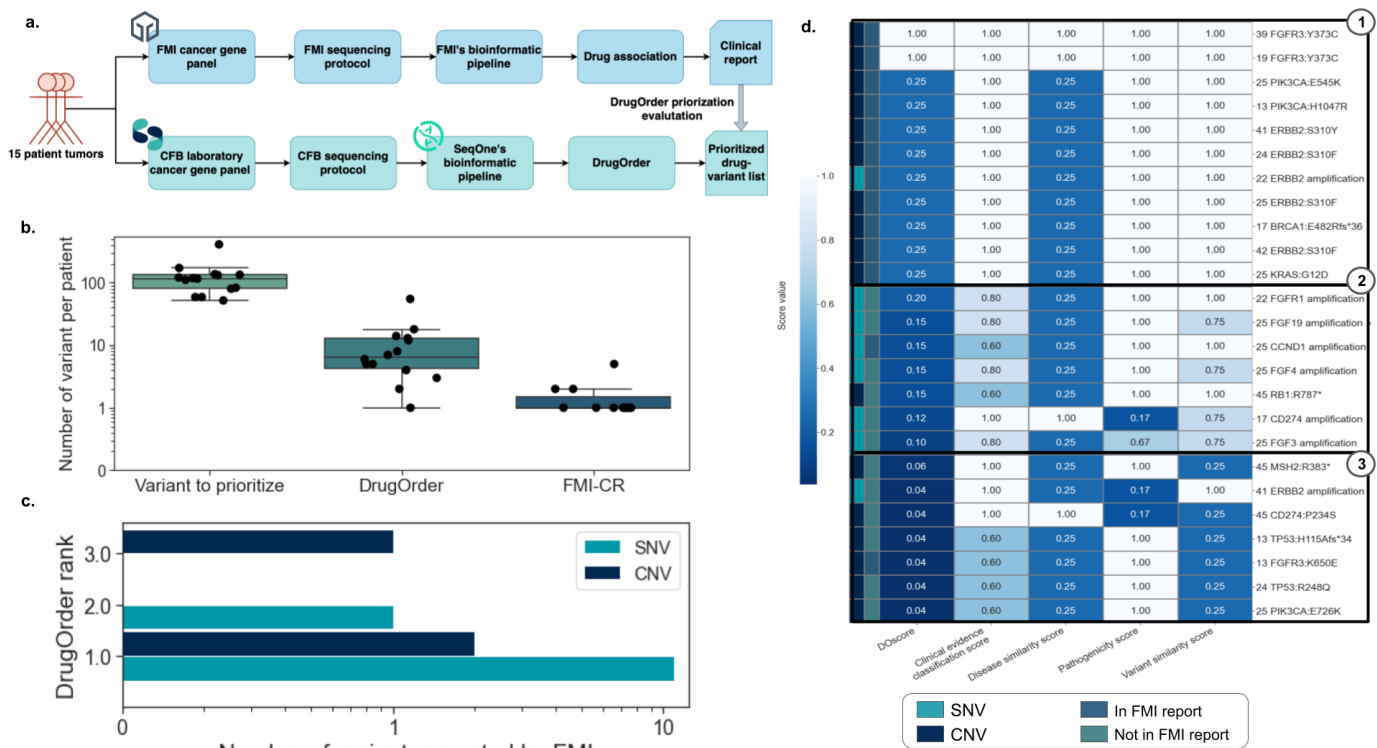 a.
FMI cancer gene
panel
FMI sequencing
protocol
FMI's bioinformatic
pipeline
Drug association
Clinical
report
DrugOrder priorization
evalutation
15 patient tumors
CFB laboratory
cancer gene panel
CFB sequencing
protocol
SeqOne's
bioinformatic
pipeline
DrugOrder
Prioritized
drug-
variant list
b.
Number of variant per patient
100
10
1
0
Variant to prioritize
DrugOrder
FMI-CR
c.
DrugOrder rank
3.0
2.0
1.0
SNV
CNV
0
1
10
d.
Score value
1.0
0.8
0.6
0.4
0.2
1
1.00 1.00 1.00 1.00 1.00 39 FGFR3:Y373C
1.00 1.00 1.00 1.00 1.00 19 FGFR3:Y373C
0.25 1.00 0.25 1.00 1.00 25 PIK3CA:E545K
0.25 1.00 0.25 1.00 1.00 13 PIK3CA:H1047R
0.25 1.00 0.25 1.00 1.00 41 ERBB2:S310Y
0.25 1.00 0.25 1.00 1.00 24 ERBB2:S310F
0.25 1.00 0.25 1.00 1.00 22 ERBB2 amplification
0.25 1.00 0.25 1.00 1.00 25 ERBB2:S310F
0.25 1.00 0.25 1.00 1.00 17 BRCA1:E482Rfs*36
0.25 1.00 0.25 1.00 1.00 42 ERBB2:S310F
0.25 1.00 0.25 1.00 1.00 25 KRAS:G12D
2
0.20 0.80 0.25 1.00 1.00 22 FGFR1 amplification
0.15 0.80 0.25 1.00 0.75 25 FGF19 amplification
0.15 0.60 0.25 1.00 1.00 25 CCND1 amplification
0.15 0.80 0.25 1.00 0.75 25 FGF4 amplification
0.15 0.60 0.25 1.00 1.00 45 RB1:R787*
0.12 1.00 1.00 0.17 0.75 17 CD274 amplification
0.10 0.80 0.25 0.67 0.75 25 FGF3 amplification
3
0.06 1.00 0.25 1.00 0.25 45 MSH2:R383*
0.04 1.00 0.25 0.17 1.00 41 ERBB2 amplification
0.04 1.00 1.00 0.17 0.25 45 CD274:P234S
0.04 0.60 0.25 1.00 0.25 13 TP53:H115Afs*34
0.04 0.60 0.25 1.00 0.25 13 FGFR3:K650E
0.04 0.60 0.25 1.00 0.25 24 TP53:R248Q
0.04 0.60 0.25 1.00 0.25 25 PIK3CA:E726K
DOscore
Clinical evidence
classification score
Disease similarity score
Pathogenicity score
Variant similarity score
SNV
CNV
In FMI report
Not in FMI report